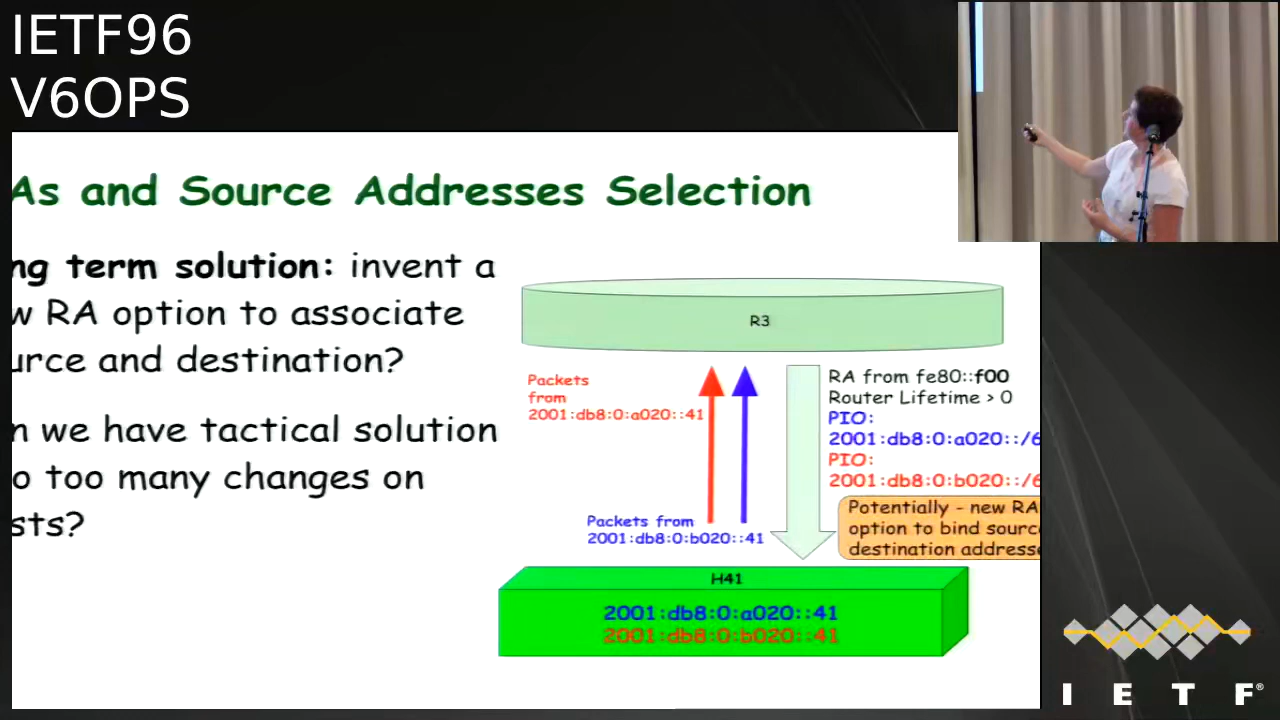 IETF96
V6OPS
As and Source Addresses Selection
ng term solution: invent a
w RA option to associate
urce and destination?
n we have tactical solution
o too many changes on
sts?
R3
Packets
from
2001:db8:0:a020::41
RA from fe80::f00
Router Lifetime > 0
PIO:
2001:db8:0:a020::/6
PIO:
2001:db8:0:b020::/6
Packets from
2001:db8:0:b020::41
Potentially - new RA
option to bind sourc
destination addresse
H41
2001:db8:0:a020::41
2001:db8:0:b020::41
I E T F®